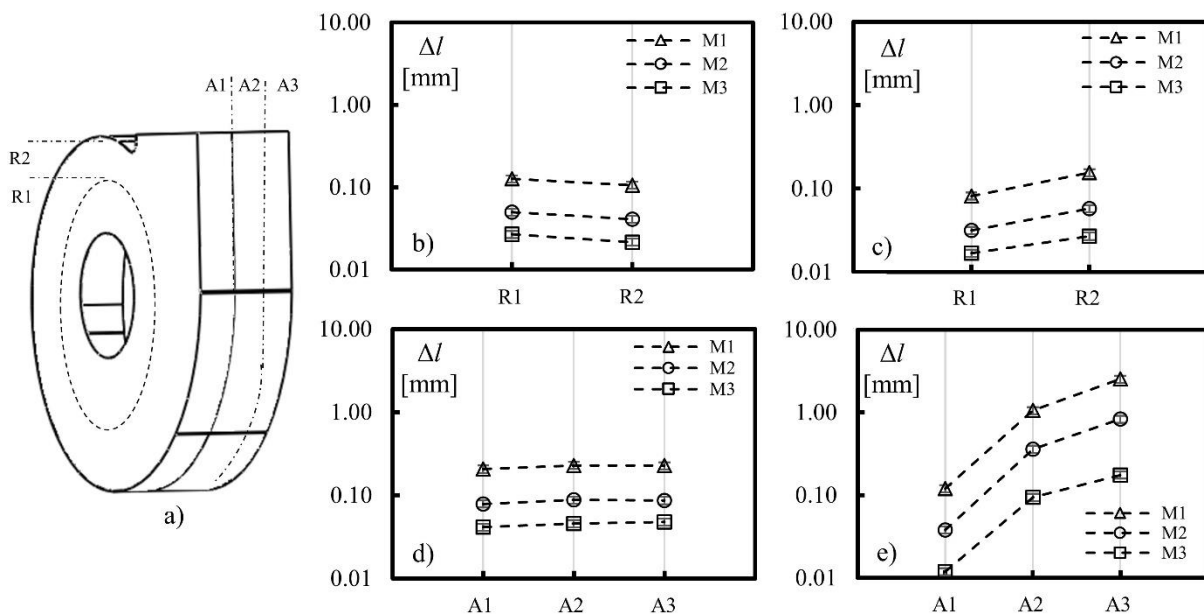 A1
A2
A3
R2
R1
a)
10.00
1.00
0.10
0.01
Δl
[mm]
M1
M2
M3
b)
R1
R2
10.00
1.00
0.10
0.01
Δl
[mm]
M1
M2
M3
c)
R1
R2
10.00
1.00
0.10
0.01
Δl
[mm]
M1
M2
M3
d)
A1
A2
A3
10.00
1.00
0.10
0.01
Δl
[mm]
M1
M2
M3
e)
A1
A2
A3